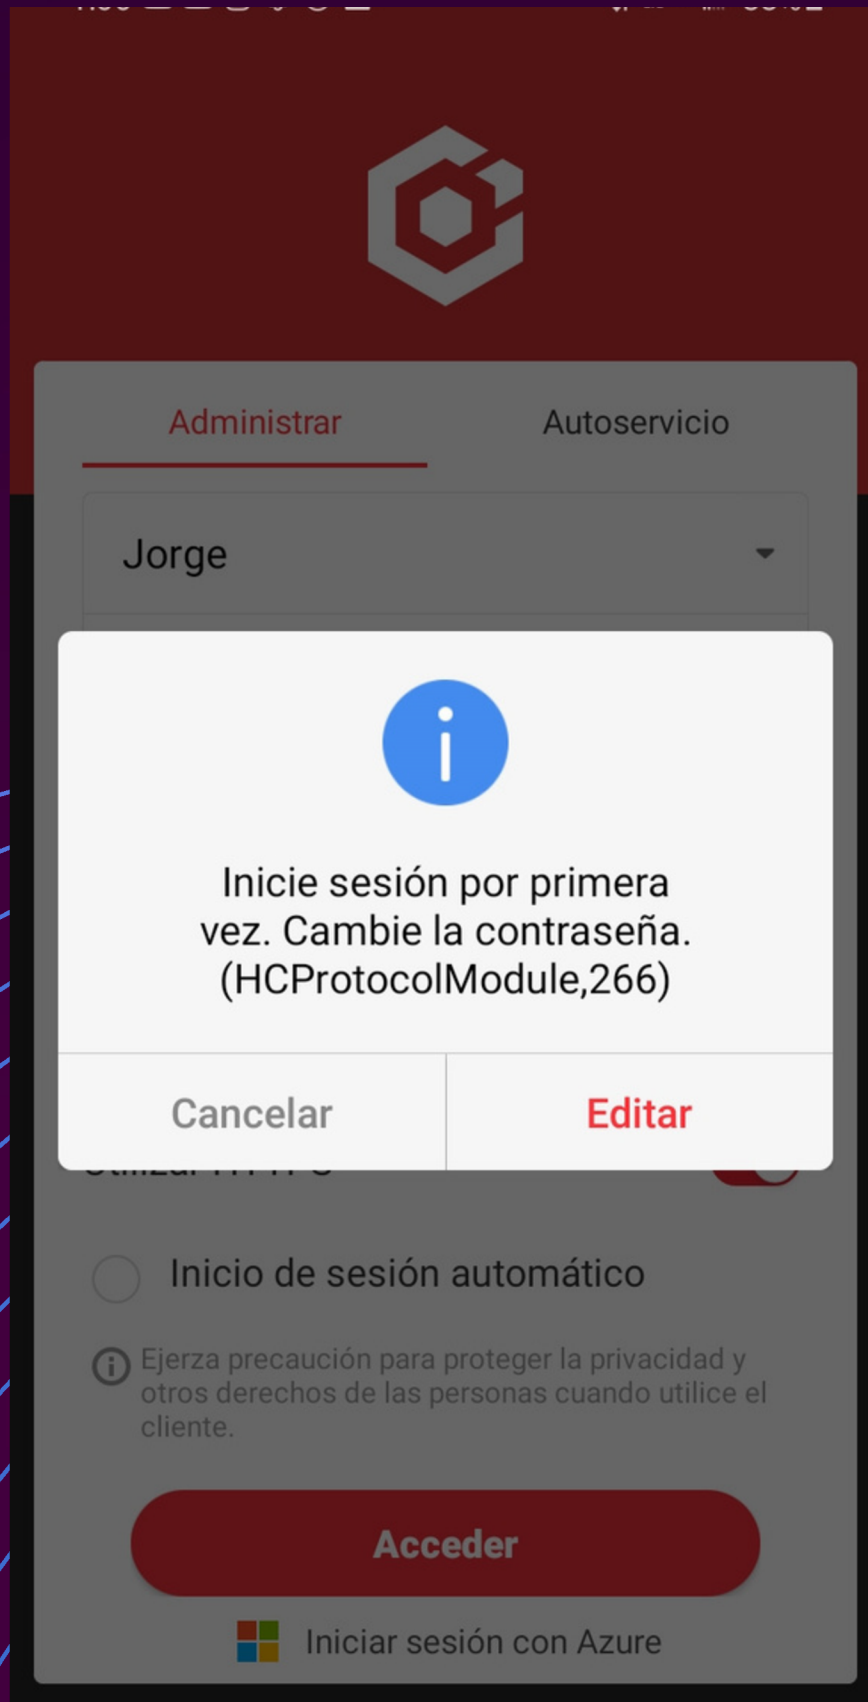 Administrar
Autoservicio
Jorge
Inicie sesión por primera
vez. Cambie la contraseña.
(HCProtocolModule,266)
Cancelar
Editar
Inicio de sesión automático
Ejerza precaución para proteger la privacidad y
otros derechos de las personas cuando utilice el
cliente.
Acceder
Iniciar sesión con Azure